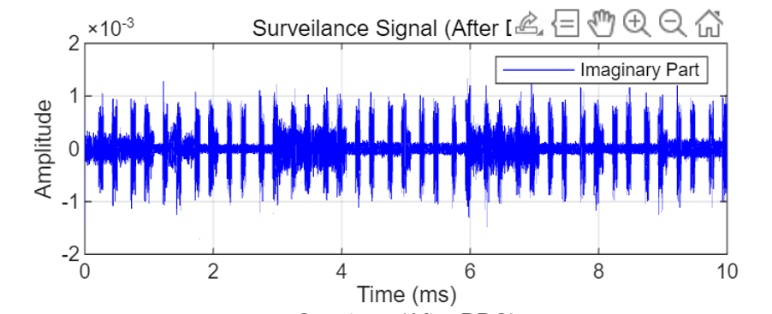 ×10⁻³
Surveilance Signal (After
Imaginary Part
Amplitude
2
1
0
-1
-2
0 2 4 6 8 10
Time (ms)